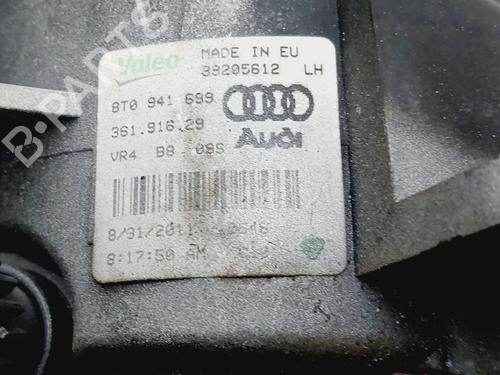 B-PARTS
Valeo
MADE IN EU
39205612 LH
8T0 941 699
361.916.29
VR4 B8 09S
Audi
8/31/2011
8:17:50 AM